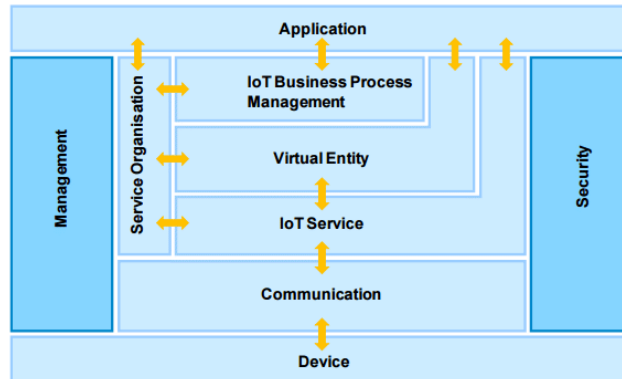 Application
Management
Service Organisation
IoT Business Process
Management
Virtual Entity
IoT Service
Communication
Security
Device